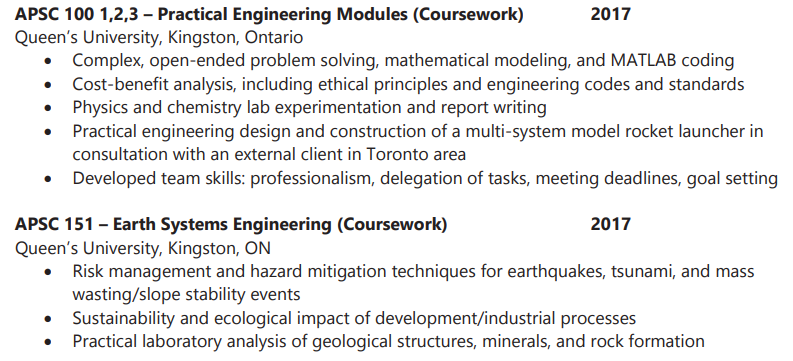 APSC 100 1,2,3 – Practical Engineering Modules (Coursework) 2017
Queen's University, Kingston, Ontario
• Complex, open-ended problem solving, mathematical modeling, and MATLAB coding
• Cost-benefit analysis, including ethical principles and engineering codes and standards
• Physics and chemistry lab experimentation and report writing
• Practical engineering design and construction of a multi-system model rocket launcher in
consultation with an external client in Toronto area
• Developed team skills: professionalism, delegation of tasks, meeting deadlines, goal setting
APSC 151 – Earth Systems Engineering (Coursework) 2017
Queen's University, Kingston, ON
• Risk management and hazard mitigation techniques for earthquakes, tsunami, and mass
wasting/slope stability events
• Sustainability and ecological impact of development/industrial processes
• Practical laboratory analysis of geological structures, minerals, and rock formation